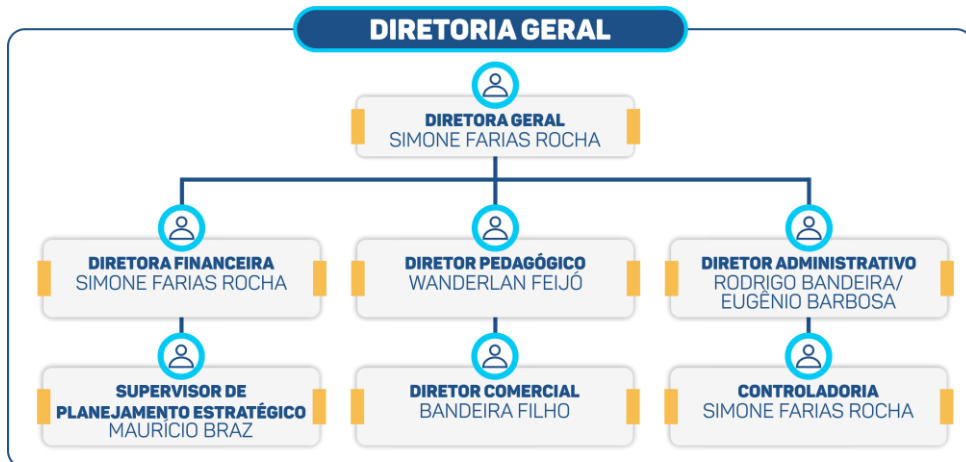 DIRETORIA GERAL
DIRETORA GERAL
SIMONE FARIAS ROCHA
DIRETORA FINANCEIRA
SIMONE FARIAS ROCHA
DIRETOR PEDAGÓGICO
WANDERLAN FEIJÓ
DIRETOR ADMINISTRATIVO
RODRIGO BANDEIRA/
EUGÊNIO BARBOSA
SUPERVISOR DE
PLANEJAMENTO ESTRATÉGICO
MAURÍCIO BRAZ
DIRETOR COMERCIAL
BANDEIRA FILHO
CONTROLADORIA
SIMONE FARIAS ROCHA